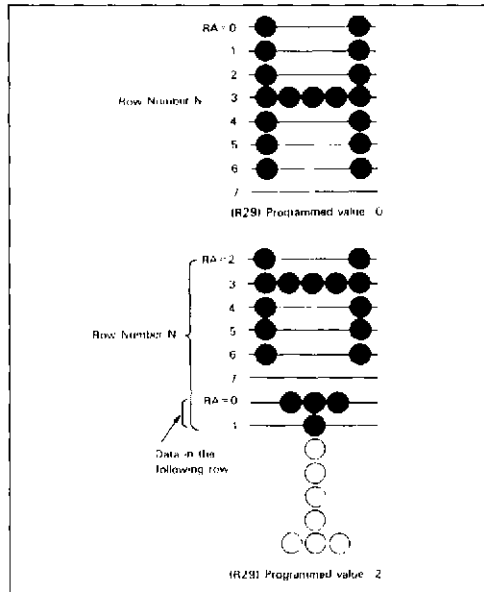 RA = 0
1
2
Row Number N 3
4
5
6
7
(R29) Programmed value 0
RA = 2
3
4
Row Number N 5
6
7
RA = 0
1
Data in the
following row
(R29) Programmed value 2